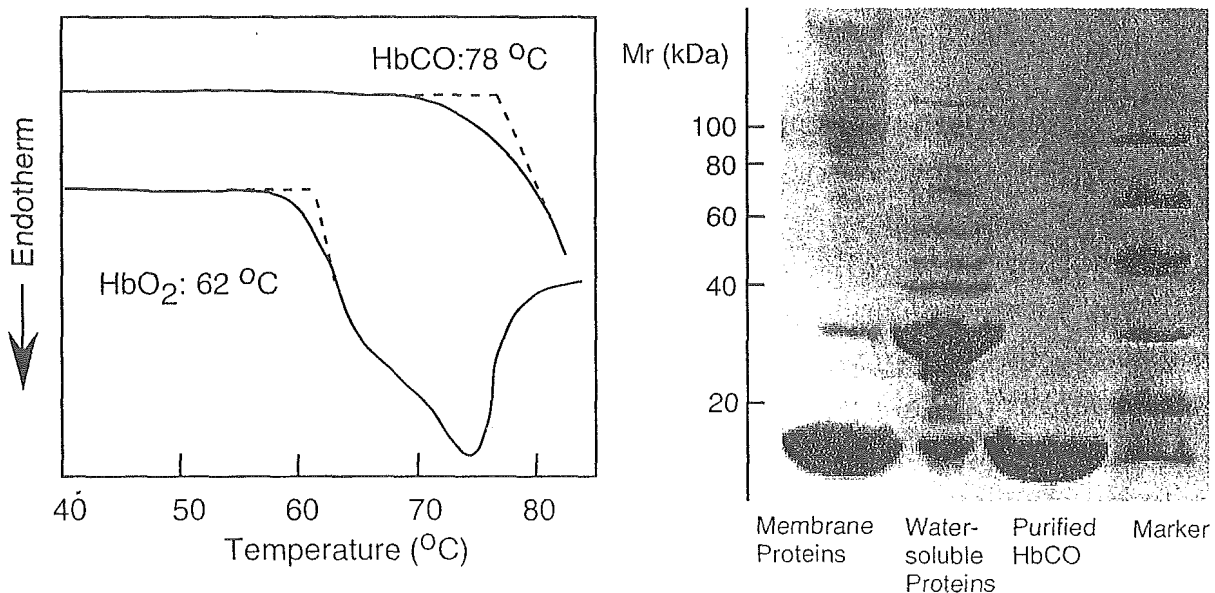 HbCO:78 °C
HbO2: 62 °C
Endotherm
40
50
60
70
80
Temperature (°C)
Mr (kDa)
100
80
60
40
20
Membrane
Proteins
Water-
soluble
Proteins
Purified
HbCO
Marker